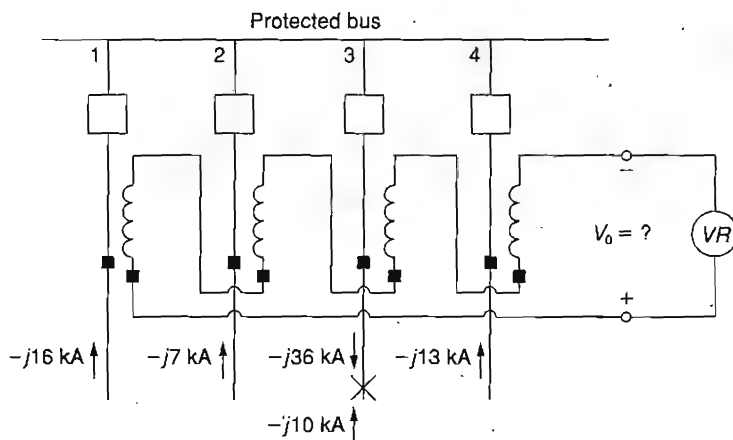 Protected bus
1
2
3
4
−
V₀ = ?
VR
+
−j16 kA
−j7 kA
−j36 kA
−j13 kA
−j10 kA